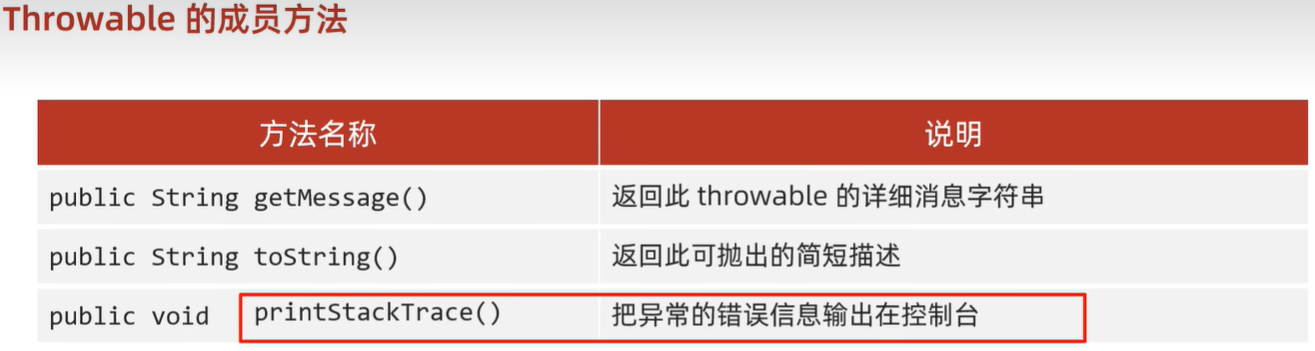 Throwable 的成员方法
方法名称 说明
public String getMessage() 返回此 throwable 的详细消息字符串
public String toString() 返回此可抛出的简短描述
public void printStackTrace() 把异常的错误信息输出在控制台